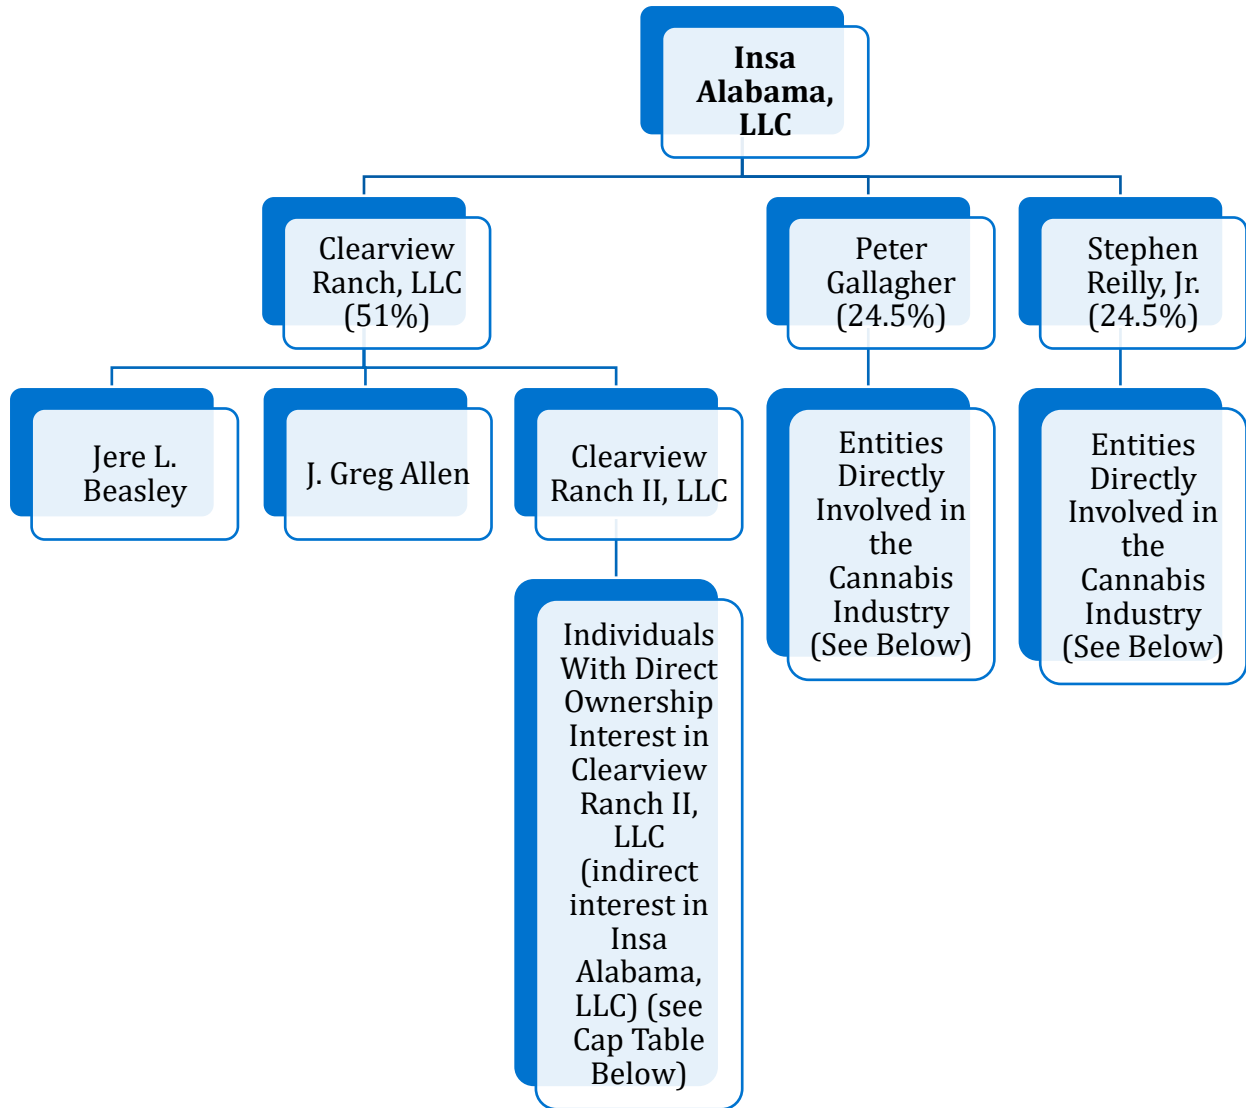 Insa
Alabama,
LLC
Clearview
Ranch, LLC
(51%)
Peter
Gallagher
(24.5%)
Stephen
Reilly, Jr.
(24.5%)
Jere L.
Beasley
J. Greg Allen
Clearview
Ranch II, LLC
Entities
Directly
Involved in
the
Cannabis
Industry
(See Below)
Entities
Directly
Involved in
the
Cannabis
Industry
(See Below)
Individuals
With Direct
Ownership
Interest in
Clearview
Ranch II,
LLC
(indirect
interest in
Insa
Alabama,
LLC) (see
Cap Table
Below)